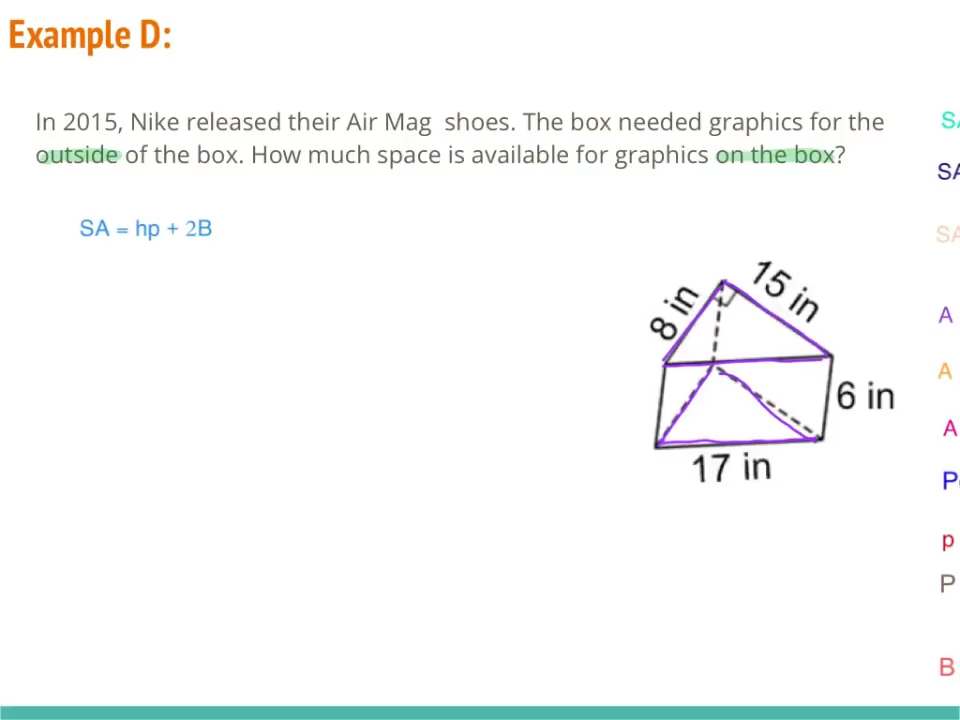 Example D:
In 2015, Nike released their Air Mag shoes. The box needed graphics for the
outside of the box. How much space is available for graphics on the box?
SA = hp + 2B
8 in
15 in
6 in
17 in
SA
SA
SA
A
A
A
p
P
B